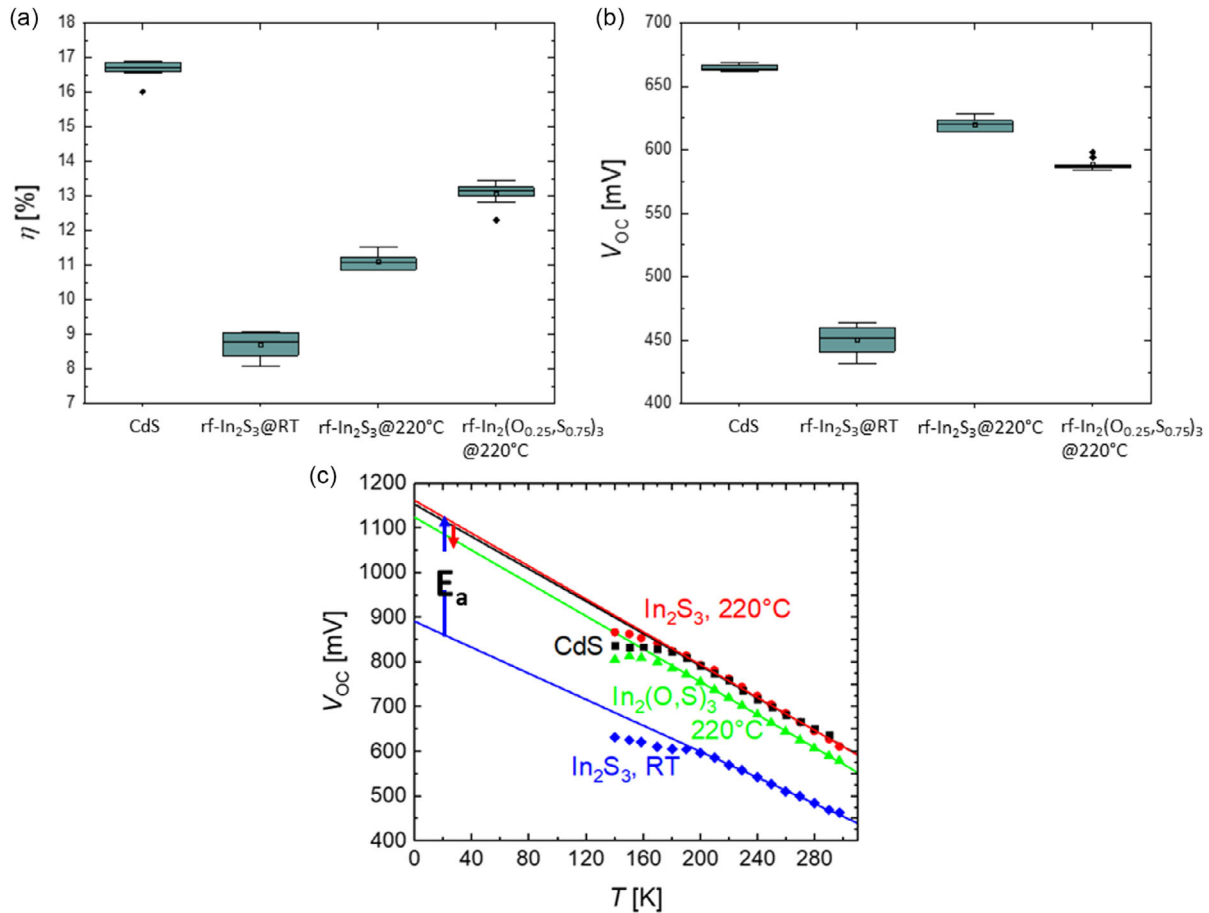 (a)
18
17
16
15
14
13
12
11
10
9
8
7
η [%]
CdS
rf-In₂S₃@RT
rf-In₂S₃@220°C
rf-In₂(O₀.₂₅,S₀.₇₅)₃
@220°C
(b)
700
650
600
550
500
450
400
V_OC [mV]
CdS
rf-In₂S₃@RT
rf-In₂S₃@220°C
rf-In₂(O₀.₂₅,S₀.₇₅)₃
@220°C
(c)
1200
1100
1000
900
800
700
600
500
400
V_OC [mV]
Eₐ
In₂S₃, 220°C
CdS
In₂(O,S)₃
220°C
In₂S₃, RT
0 40 80 120 160 200 240 280
T [K]